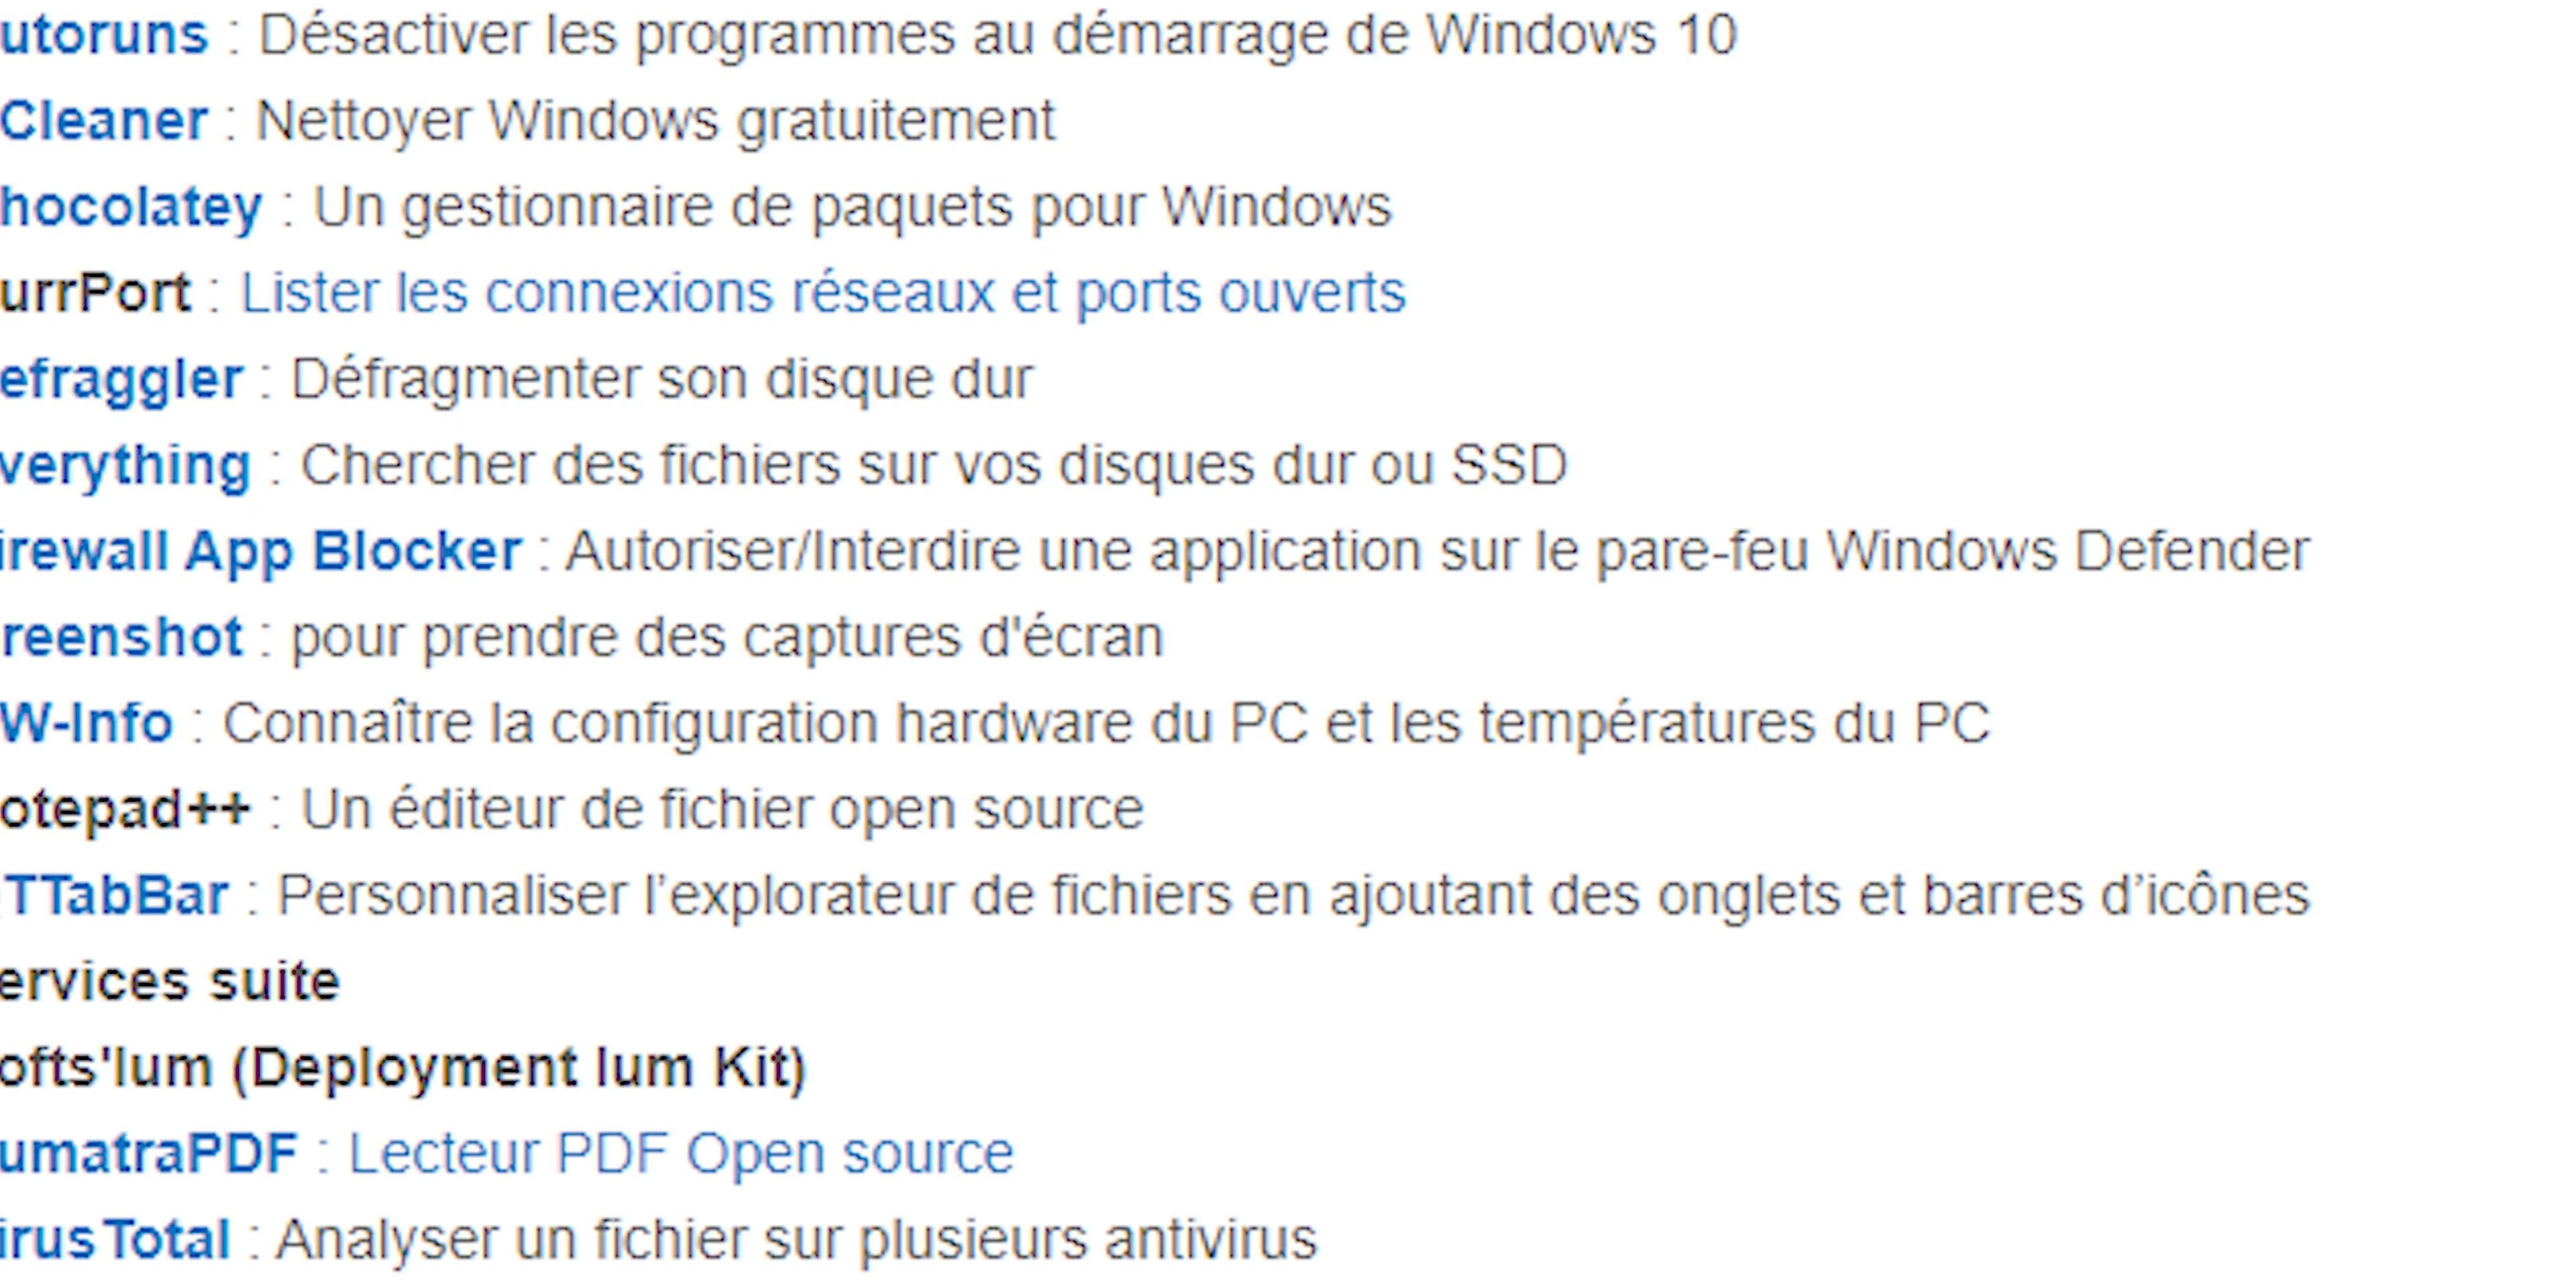 utoruns : Désactiver les programmes au démarrage de Windows 10
Cleaner : Nettoyer Windows gratuitement
hocolatey : Un gestionnaire de paquets pour Windows
urrPort : Lister les connexions réseaux et ports ouverts
efraggler : Défragmenter son disque dur
verything : Chercher des fichiers sur vos disques dur ou SSD
irewall App Blocker : Autoriser/Interdire une application sur le pare-feu Windows Defender
reenshot : pour prendre des captures d'écran
W-Info : Connaître la configuration hardware du PC et les températures du PC
otepad++ : Un éditeur de fichier open source
TTabBar : Personnaliser l’explorateur de fichiers en ajoutant des onglets et barres d’icônes
ervices suite
ofts'lum (Deployment lum Kit)
umatraPDF : Lecteur PDF Open source
irusTotal : Analyser un fichier sur plusieurs antivirus